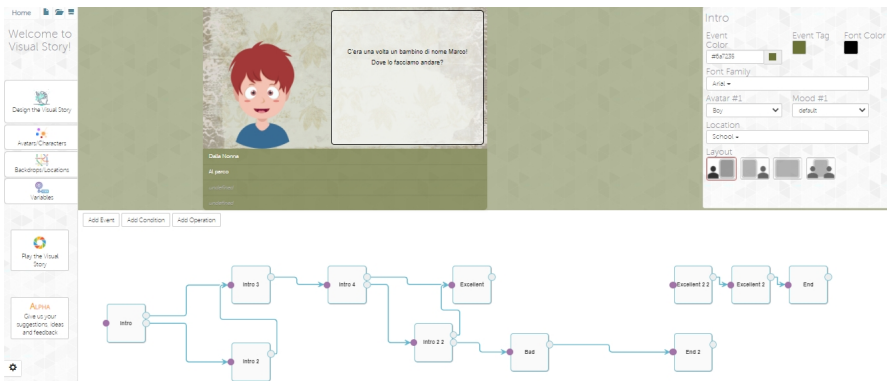 Home
Welcome to
Visual Story!
Design the Visual Story
Avatars/Characters
Backdrops/Locations
Variables
Play the Visual
Story
ALPHA
Give us your
suggestions, ideas
and feedback
C'era una volta un bambino di nome Marco!
Dove lo facciamo andare?
Dalla Nonna
Al parco
undefined
undefined
Intro
Event
Color
Event Tag
Font Color
Font Family
Arial
Avatar #1
Mood #1
Boy
default
Location
School
Layout
Add Event
Add Condition
Add Operation
Intro
Intro 3
Intro 2
Intro 4
Excellent
Intro 2 2
Bad
Excellent 2 2
Excellent 2
End
End 2